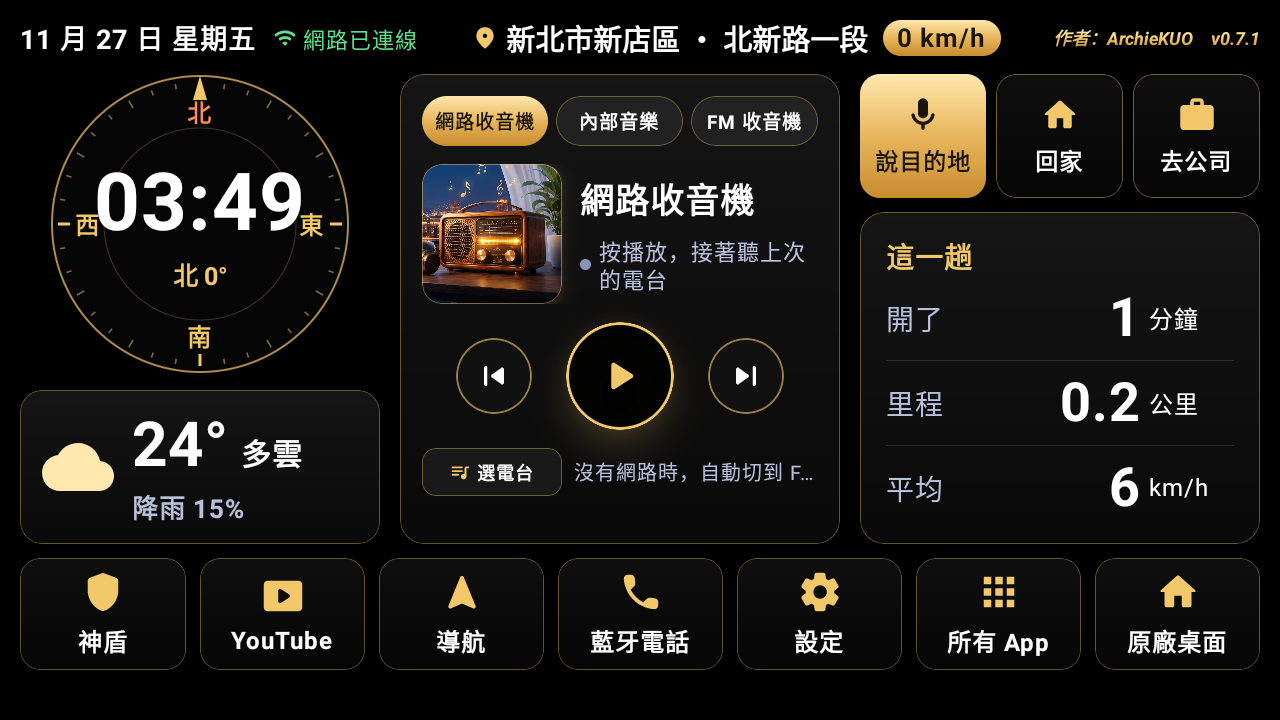 11 月 27 日 星期五
網路已連線
新北市新店區 • 北新路一段
0 km/h
作者: ArchieKUO v0.7.1
北
03:49
西
東
北 0°
南
24° 多雲
降雨 15%
網路收音機
內部音樂
FM 收音機
網路收音機
按播放，接著聽上次
的電台
選電台
沒有網路時，自動切到 F…
說目的地
回家
去公司
這一趟
開了 1 分鐘
里程 0.2 公里
平均 6 km/h
神盾
YouTube
導航
藍牙電話
設定
所有 App
原廠桌面